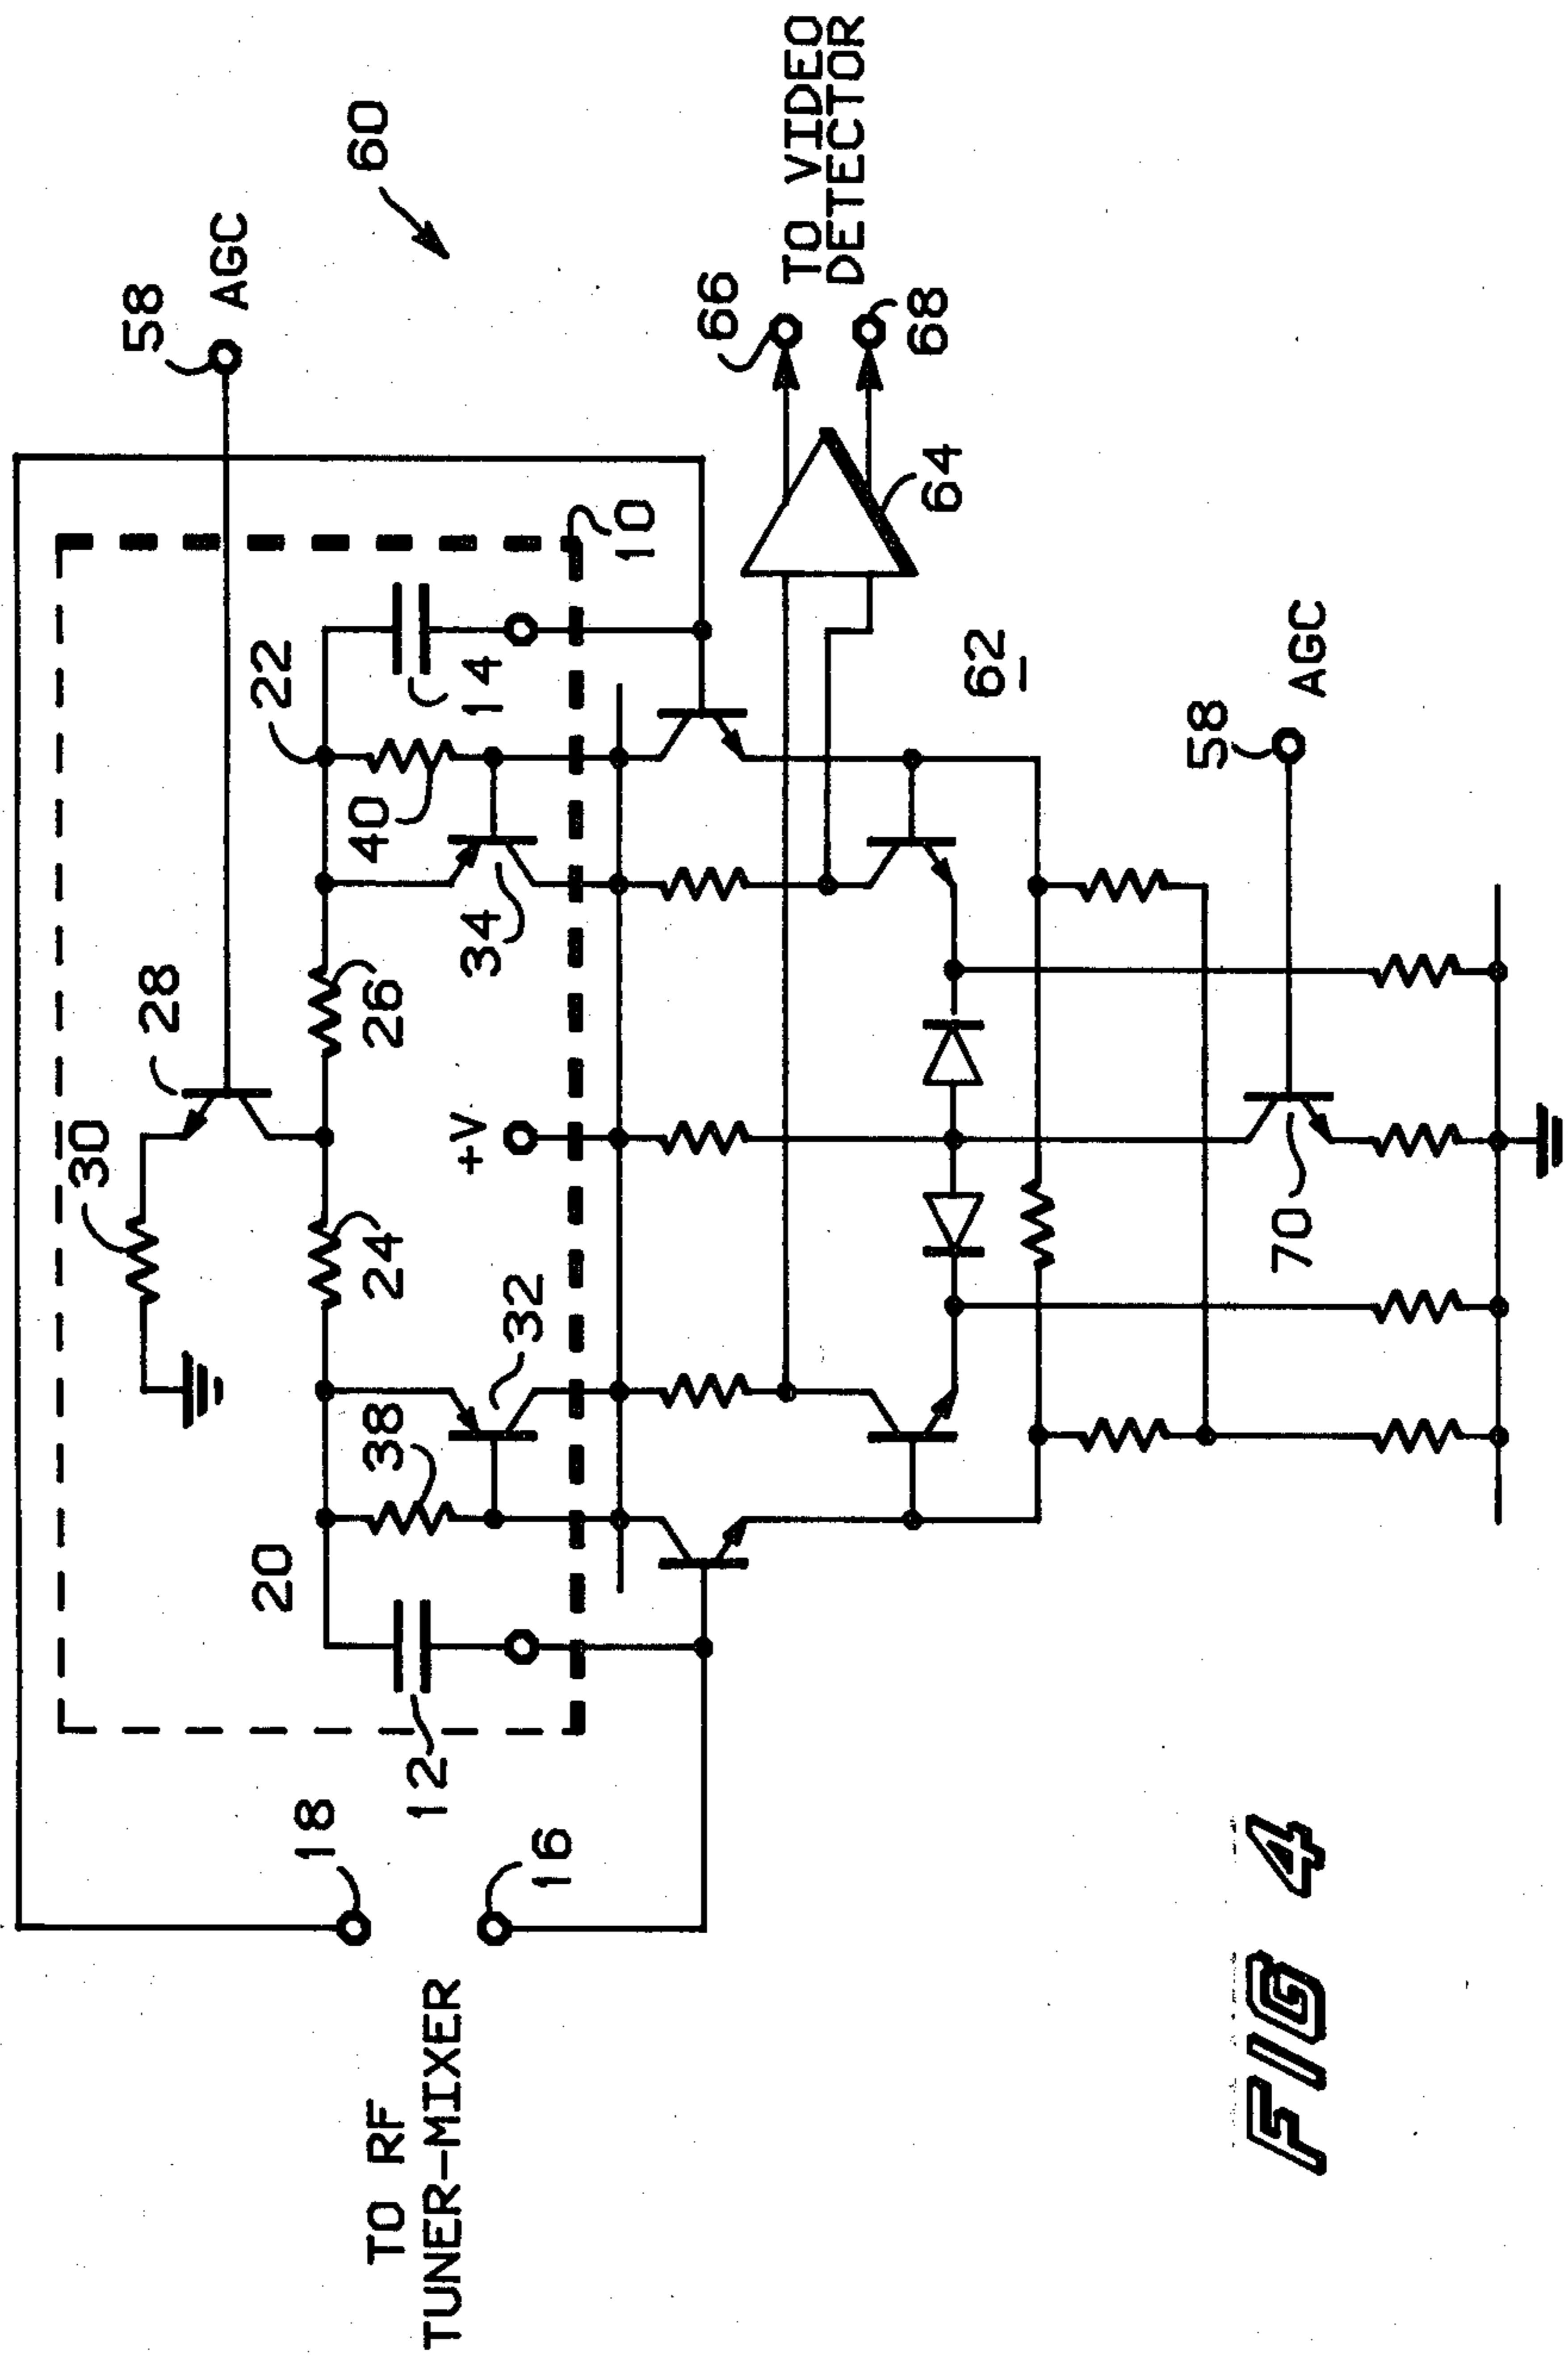 58
AGC
60
28
30
22
26
24
40
14
34
+V
32
38
20
12
10
18
16
TO RF
TUNER-MIXER
66
TO VIDEO
DETECTOR
68
64
62
58
AGC
70
FIG 4